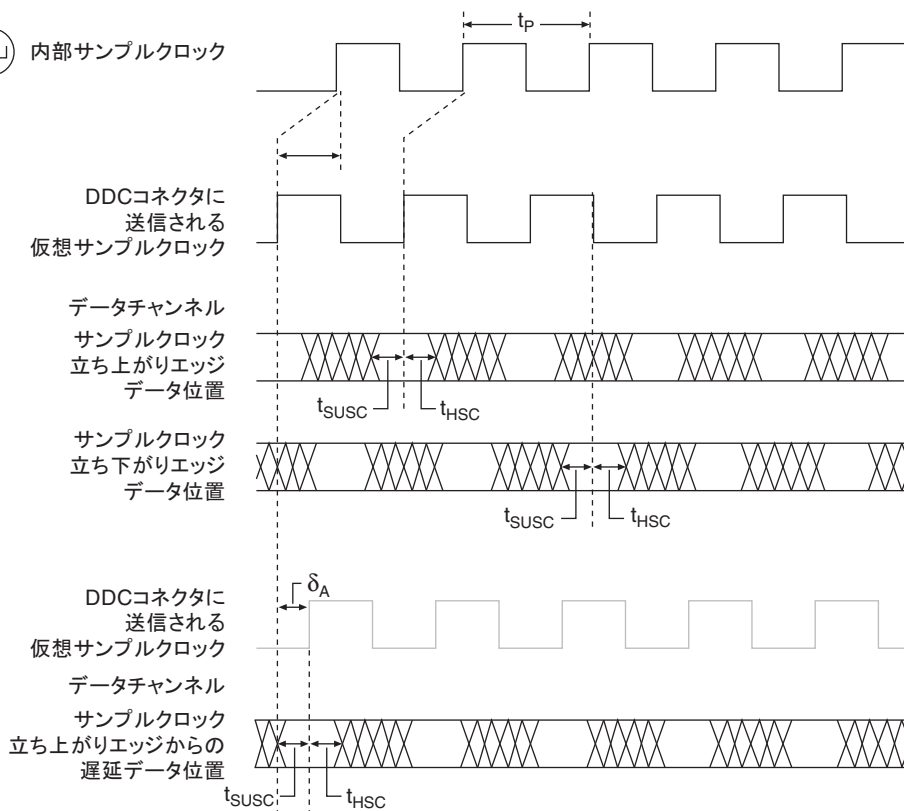 t_P
内部サンプルクロック
DDCコネクタに
送信される
仮想サンプルクロック
データチャンネル
サンプルクロック
立ち上がりエッジ
データ位置
t_SUSC
t_HSC
サンプルクロック
立ち下がりエッジ
データ位置
t_SUSC
t_HSC
δ_A
DDCコネクタに
送信される
仮想サンプルクロック
データチャンネル
サンプルクロック
立ち上がりエッジからの
遅延データ位置
t_SUSC
t_HSC